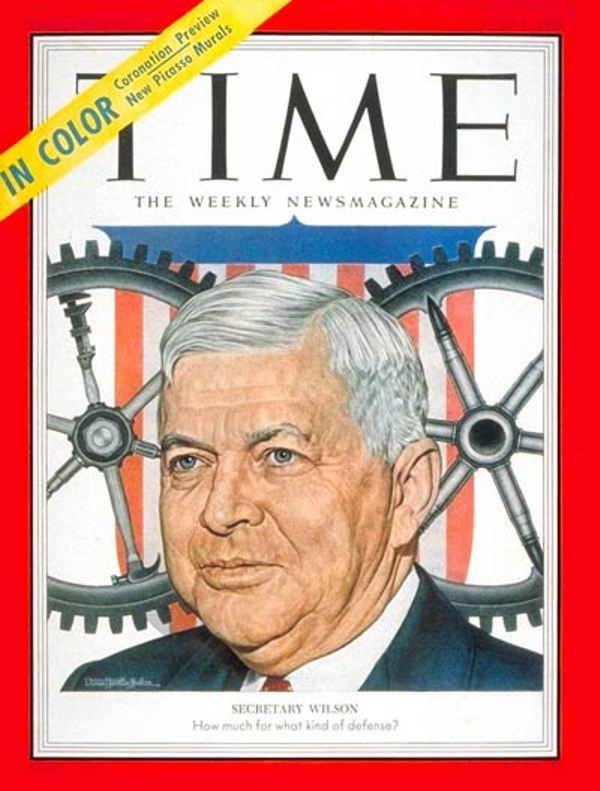 Coronation Preview
New Picasso Murals
IN COLOR
TIME
THE WEEKLY NEWSMAGAZINE
SECRETARY WILSON
How much for what kind of defense?